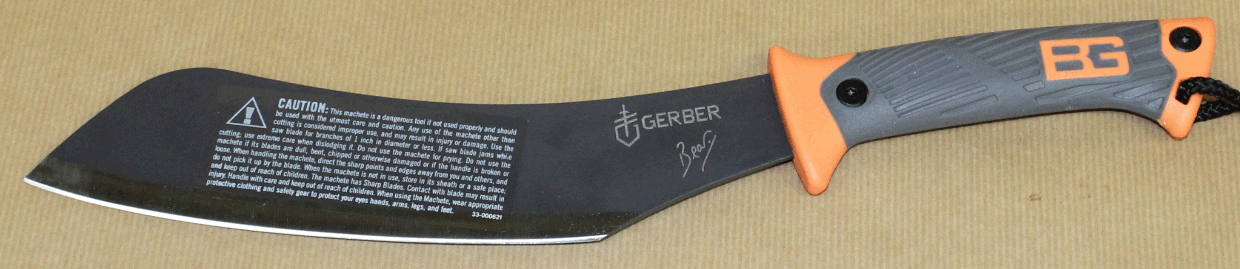 CAUTION: This machete is a dangerous tool if not used properly and should
be used with the utmost care and caution. Any use of the machete other than
cutting is considered improper use, and may result in injury or damage. Use the
saw blade for branches of 1 inch in diameter or less. If saw blade jams while
cutting; use extreme care when dislodging it. Do not use the machete for prying. Do not use the
machete if its blades are dull, bent, chipped or otherwise damaged or if the handle is broken or
loose. When handling the machete, direct the sharp points and edges away from you and others, and
do not pick it up by the blade. When the machete is not in use, store in its sheath or a safe place;
and keep out of reach of children. The machete has Sharp Blades. Contact with blade may result in
injury. Handle with care and keep out of reach of children. When using the Machete, wear appropriate
protective clothing and safety gear to protect your eyes hands, arms, legs, and feet.
33-000621
GERBER
Bear
BG